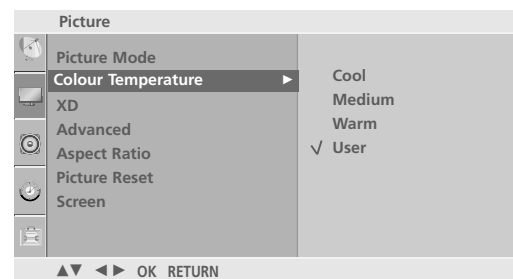 Picture
Picture Mode
Colour Temperature ►
XD
Advanced
Aspect Ratio
Picture Reset
Screen
Cool
Medium
Warm
√ User
▲▼ ◄► OK RETURN